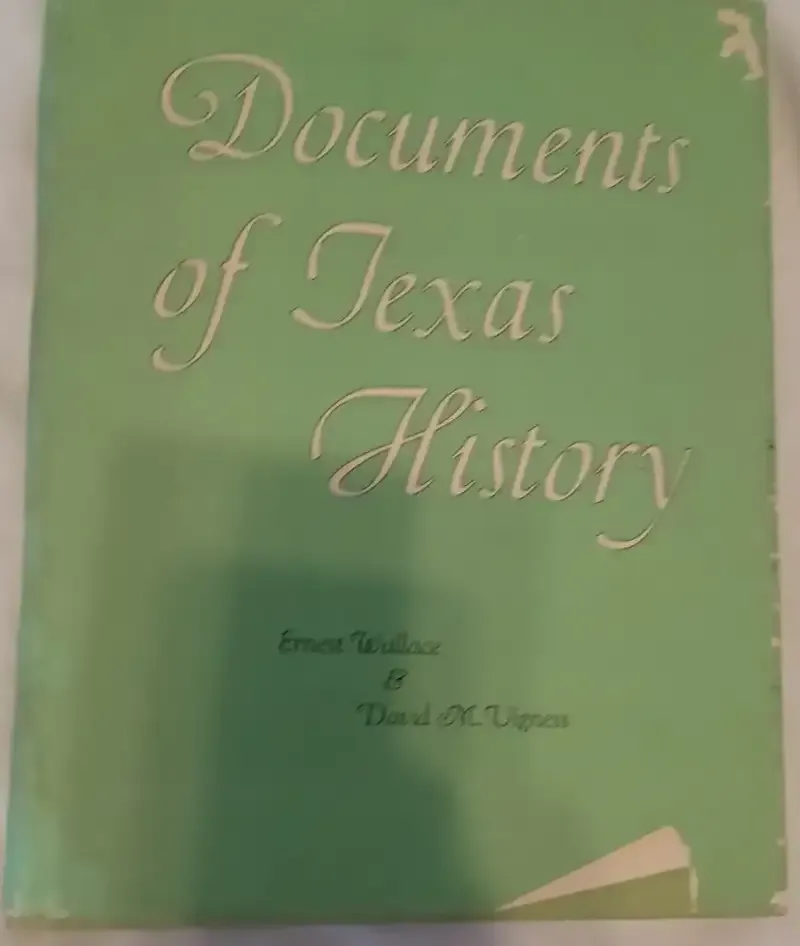 Documents
of Texas
History
Ernest Wallace
&
David M. Vigness